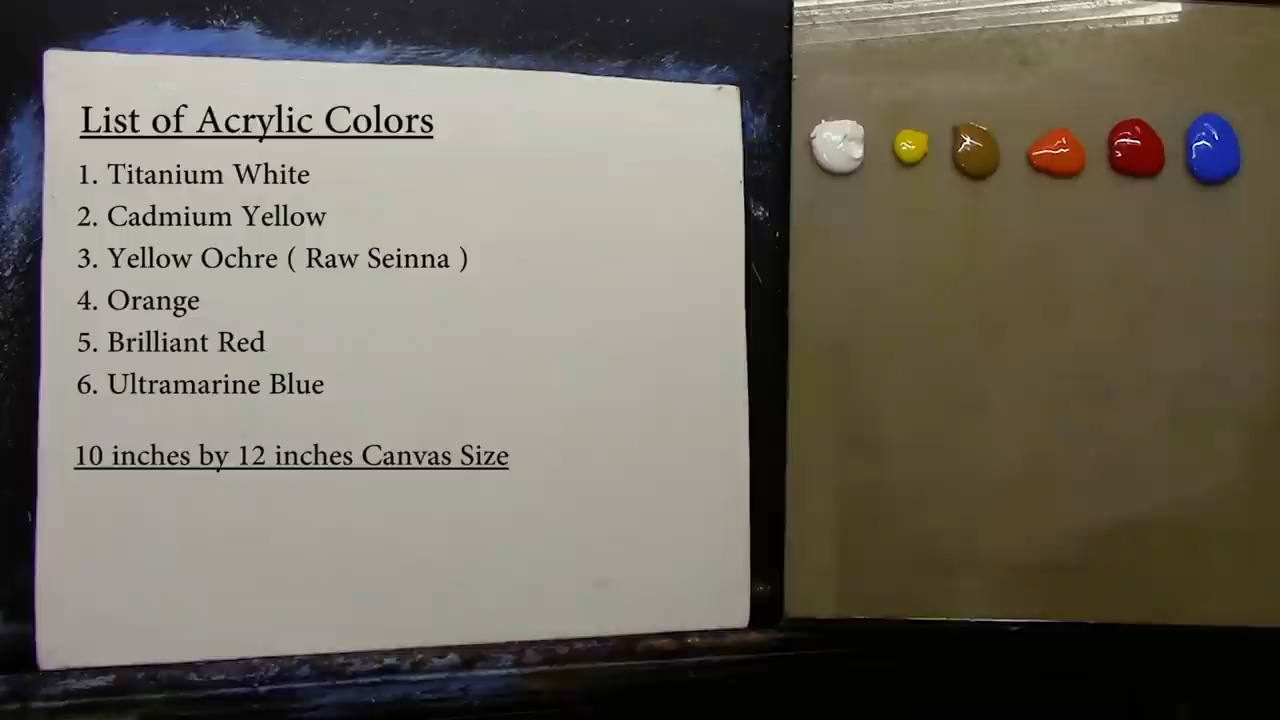 List of Acrylic Colors
1. Titanium White
2. Cadmium Yellow
3. Yellow Ochre ( Raw Seinna )
4. Orange
5. Brilliant Red
6. Ultramarine Blue
10 inches by 12 inches Canvas Size